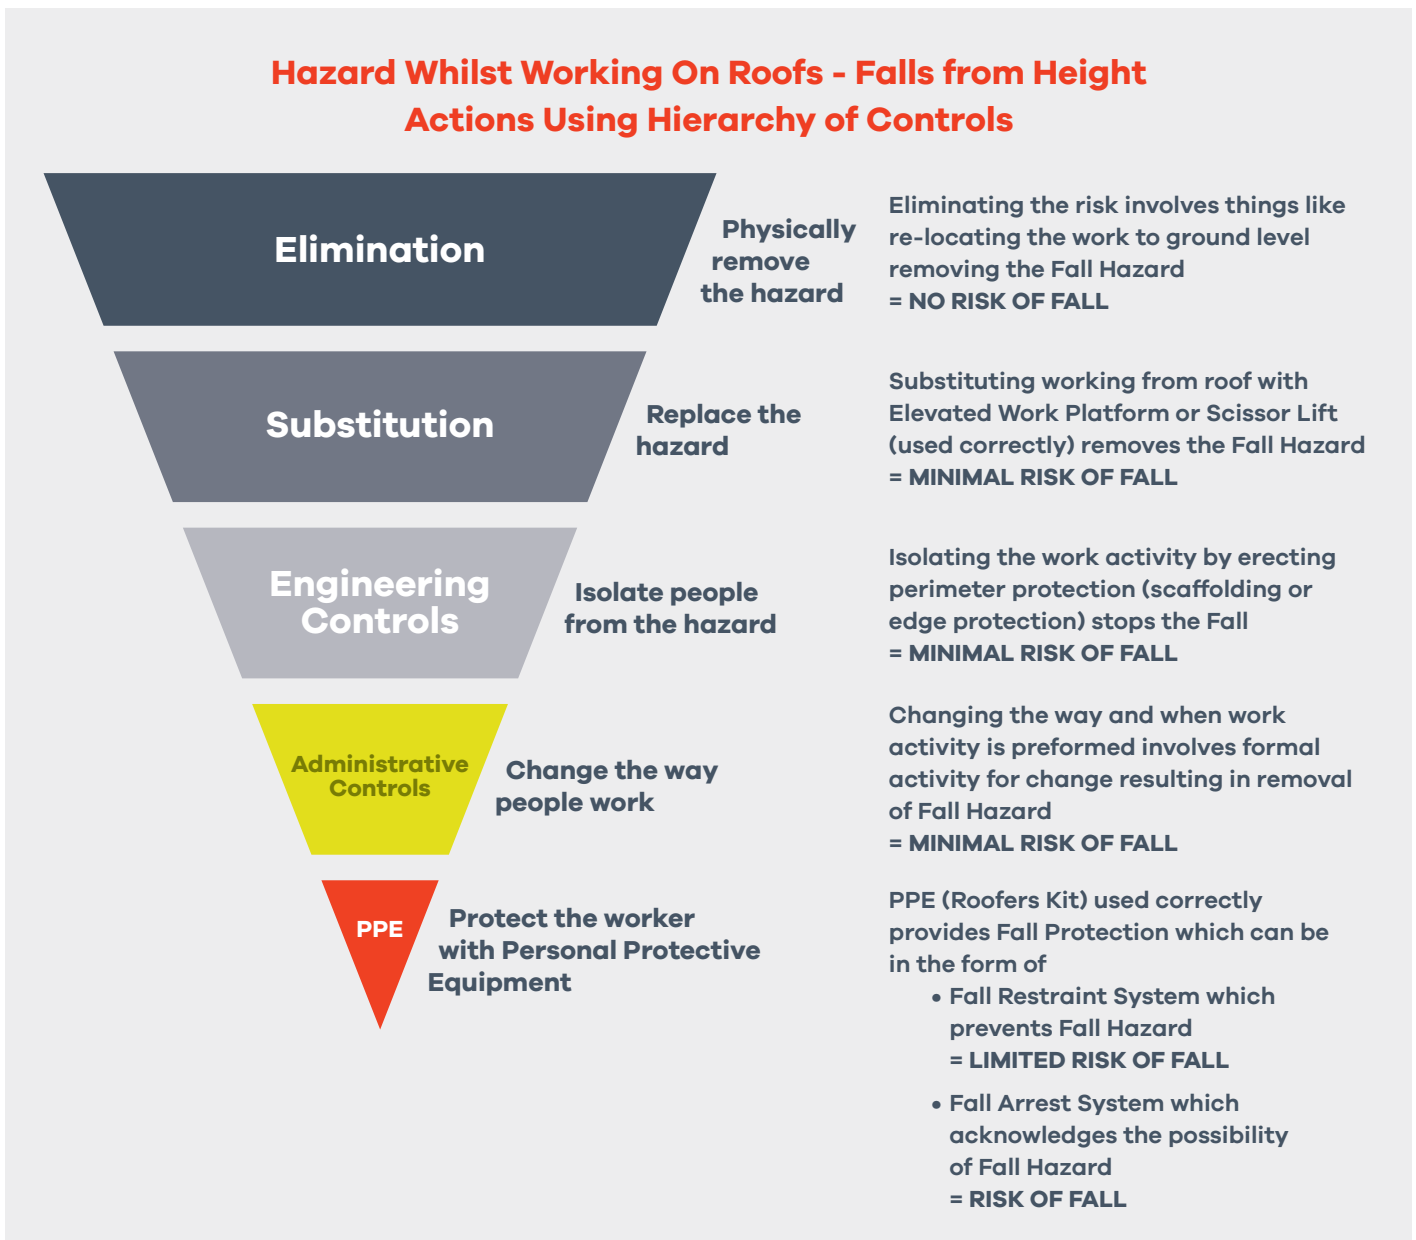 Hazard Whilst Working On Roofs - Falls from Height
Actions Using Hierarchy of Controls
Elimination
Physically
remove
the hazard
Eliminating the risk involves things like
re-locating the work to ground level
removing the Fall Hazard
= NO RISK OF FALL
Substitution
Replace the
hazard
Substituting working from roof with
Elevated Work Platform or Scissor Lift
(used correctly) removes the Fall Hazard
= MINIMAL RISK OF FALL
Engineering
Controls
Isolate people
from the hazard
Isolating the work activity by erecting
perimeter protection (scaffolding or
edge protection) stops the Fall
= MINIMAL RISK OF FALL
Administrative
Controls
Change the way
people work
Changing the way and when work
activity is preformed involves formal
activity for change resulting in removal
of Fall Hazard
= MINIMAL RISK OF FALL
PPE
Protect the worker
with Personal Protective
Equipment
PPE (Roofers Kit) used correctly
provides Fall Protection which can be
in the form of
• Fall Restraint System which
prevents Fall Hazard
= LIMITED RISK OF FALL
• Fall Arrest System which
acknowledges the possibility
of Fall Hazard
= RISK OF FALL